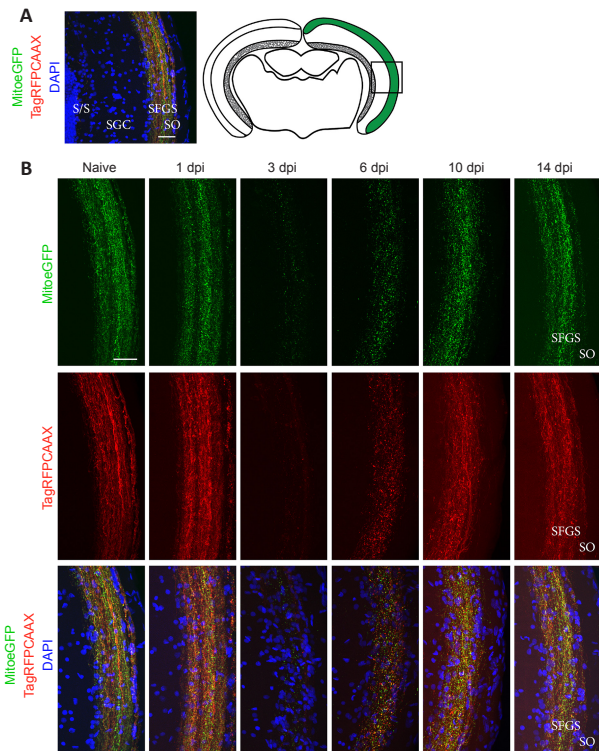 A
MitoeGFP
TagRFPCAAX
DAPI
S/S
SGC
SFGS
SO
B
Naive
1 dpi
3 dpi
6 dpi
10 dpi
14 dpi
MitoeGFP
SFGS
SO
TagRFPCAAX
SFGS
SO
MitoeGFP
TagRFPCAAX
DAPI
SFGS
SO